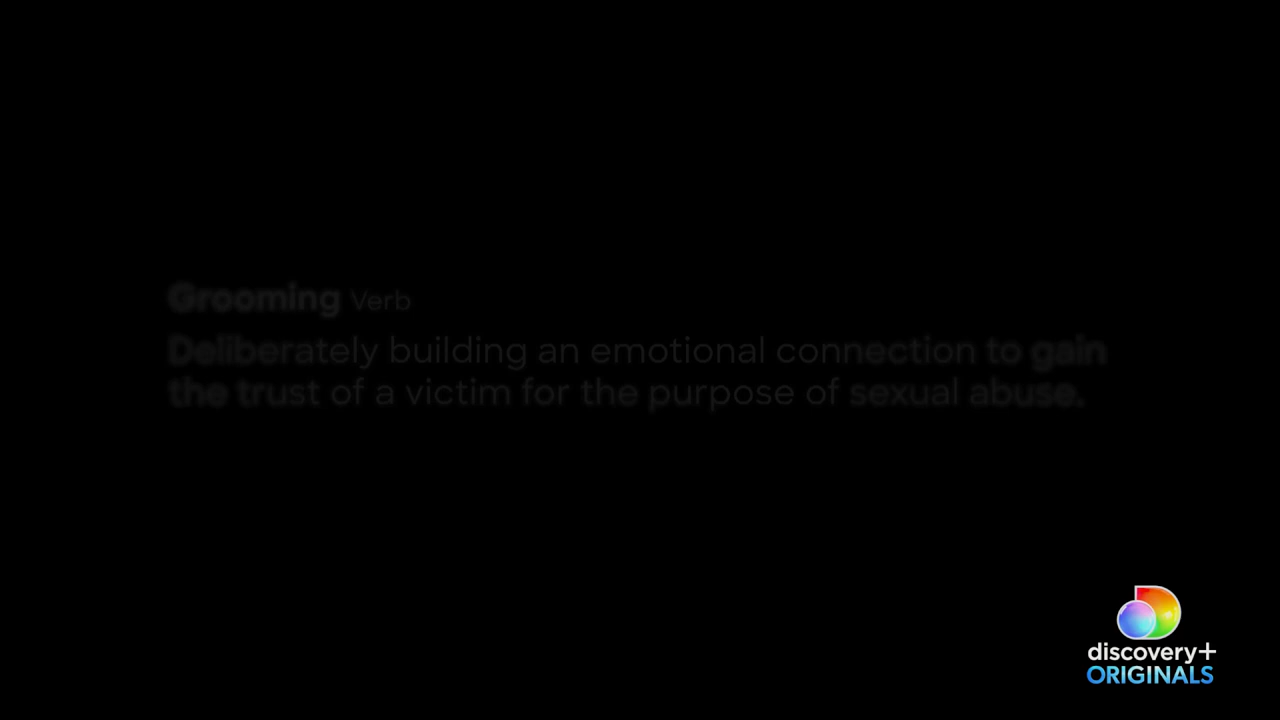 Grooming Verb
Deliberately building an emotional connection to gain
the trust of a victim for the purpose of sexual abuse.
discovery+
ORIGINALS